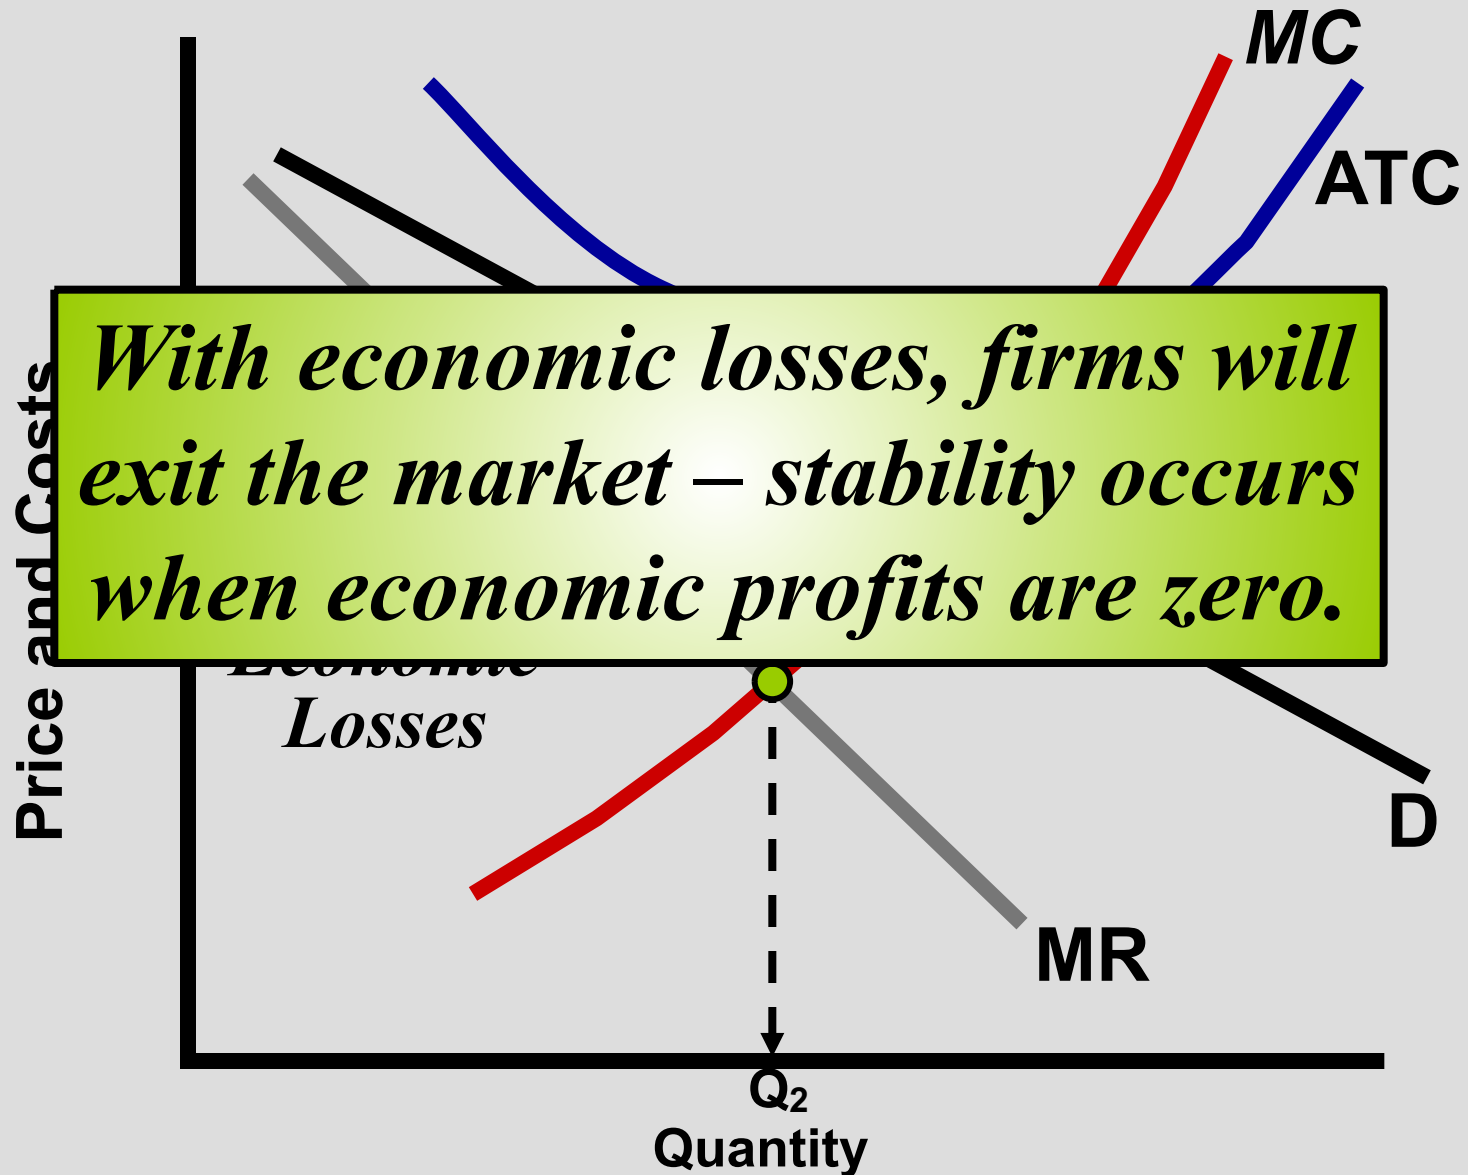 MC
ATC
With economic losses, firms will
exit the market – stability occurs
when economic profits are zero.
Price and Costs
Economic
Losses
D
MR
Q₂
Quantity